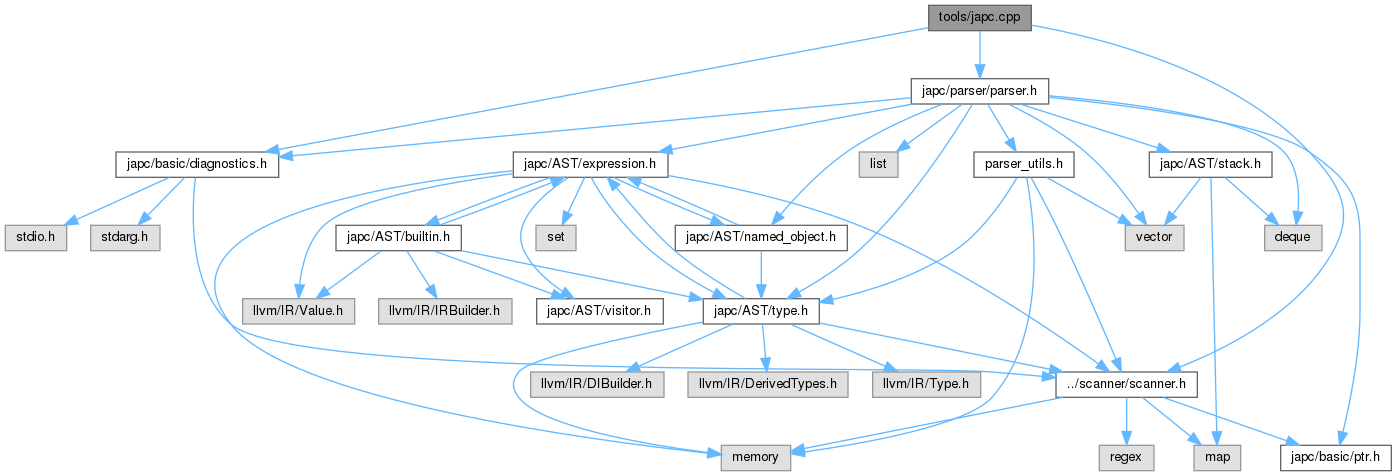 tools/japc.cpp
japc/parser/parser.h
japc/basic/diagnostics.h
japc/AST/expression.h
list
parser_utils.h
japc/AST/stack.h
stdio.h
stdarg.h
japc/AST/builtin.h
set
japc/AST/named_object.h
vector
deque
llvm/IR/Value.h
llvm/IR/IRBuilder.h
japc/AST/visitor.h
japc/AST/type.h
llvm/IR/DIBuilder.h
llvm/IR/DerivedTypes.h
llvm/IR/Type.h
../scanner/scanner.h
memory
regex
map
japc/basic/ptr.h